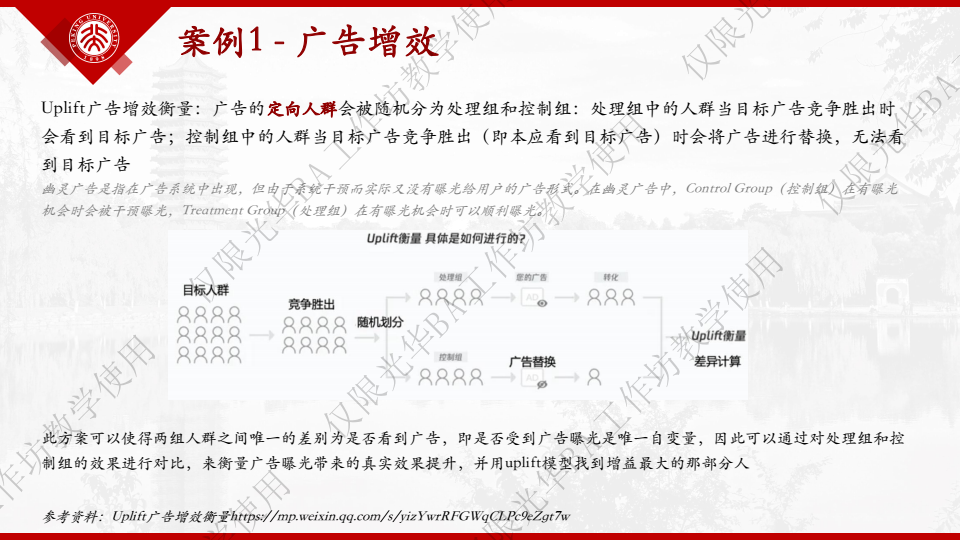 PEKING UNIVERSITY
案例1 - 广告增效
Uplift广告增效衡量：广告的定向人群会被随机分为处理组和控制组：处理组中的人群当目标广告竞争胜出时
会看到目标广告；控制组中的人群当目标广告竞争胜出（即本应看到目标广告）时会将广告进行替换，无法看
到目标广告
幽灵广告是指在广告系统中出现，但由于系统干预而实际又没有曝光给用户的广告形式。在幽灵广告中，Control Group（控制组）在有曝光
机会时会被干预曝光，Treatment Group（处理组）在有曝光机会时可以顺利曝光。
Uplift衡量 具体是如何进行的?
目标人群
竞争胜出
随机划分
处理组
您的广告
转化
AD
控制组
广告替换
AD
Uplift衡量
差异计算
此方案可以使得两组人群之间唯一的差别为是否看到广告，即是否受到广告曝光是唯一自变量，因此可以通过对处理组和控
制组的效果进行对比，来衡量广告曝光带来的真实效果提升，并用uplift模型找到增益最大的那部分人
参考资料：Uplift广告增效衡量https://mp.weixin.qq.com/s/yizYwrRFGWqCLPc9eZgt7w
仅限光华BA工作坊教学使用
仅限光华BA工作坊教学使用